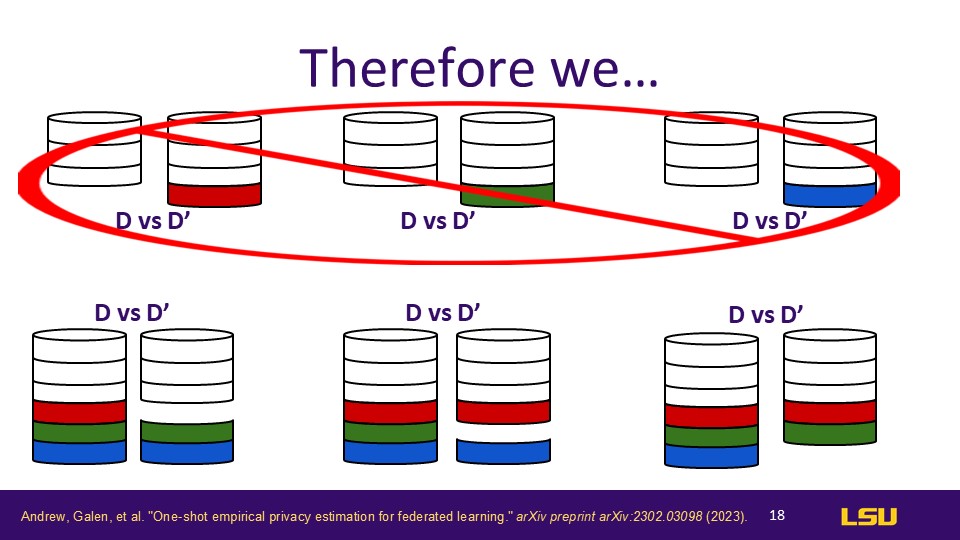 Therefore we…
D vs D’
D vs D’
D vs D’
D vs D’
D vs D’
D vs D’
Andrew, Galen, et al. "One-shot empirical privacy estimation for federated learning." arXiv preprint arXiv:2302.03098 (2023).
18
LSU